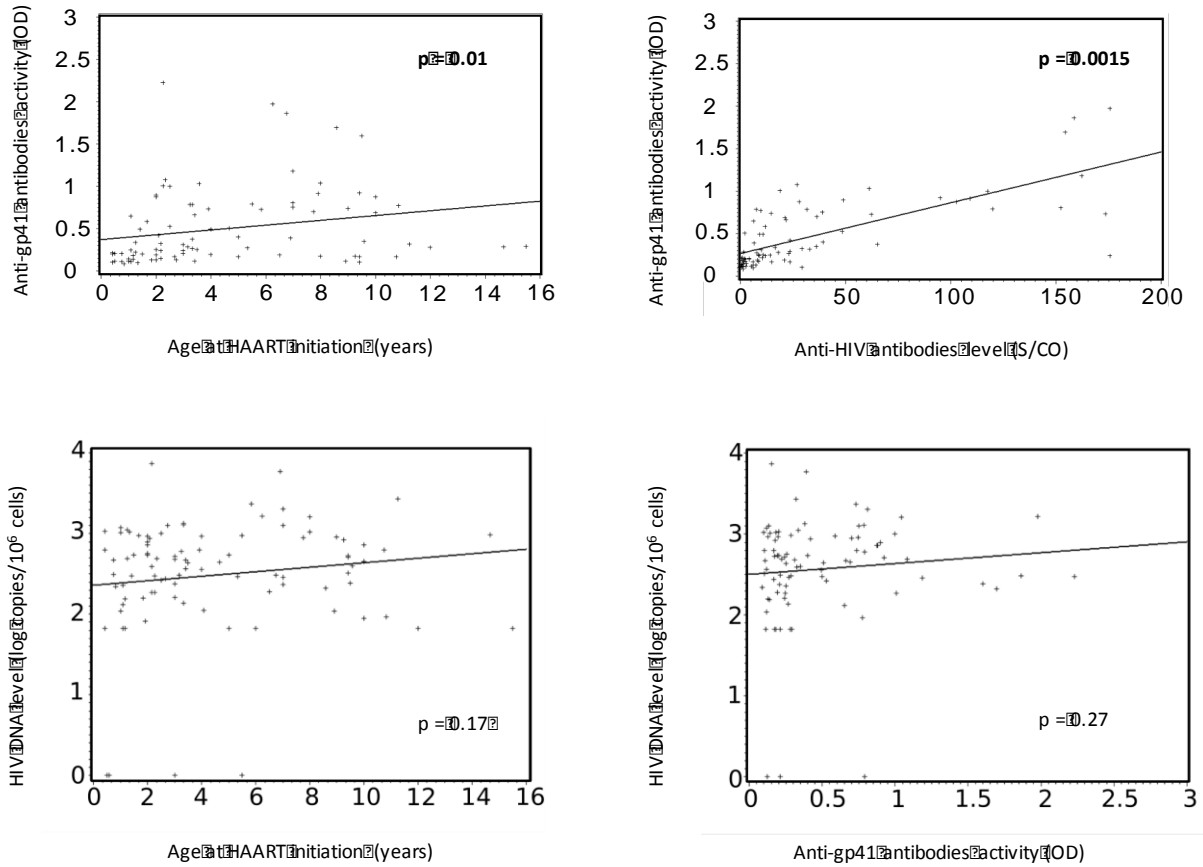 3
2.5
2
1.5
1
0.5
0
Anti-gp41 antibodies activity (OD)
p = 0.01
0 2 4 6 8 10 12 14 16
Age at HAART initiation (years)
3
2.5
2
1.5
1
0.5
0
Anti-gp41 antibodies activity (OD)
p = 0.0015
0 50 100 150 200
Anti-HIV antibodies level (S/CO)
4
3
2
1
0
HIV DNA level (log copies/10⁶ cells)
p = 0.17
0 2 4 6 8 10 12 14 16
Age at HAART initiation (years)
4
3
2
1
0
HIV DNA level (log copies/10⁶ cells)
p = 0.27
0 0.5 1 1.5 2 2.5 3
Anti-gp41 antibodies activity (OD)